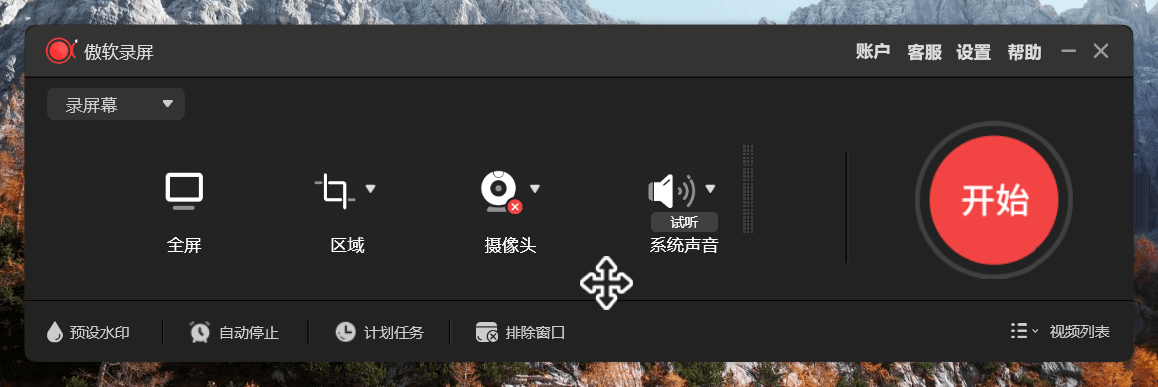 傲软录屏 账户 客服 设置 帮助
录屏幕
开始
试听
全屏 区域 摄像头 系统声音
预设水印 自动停止 计划任务 排除窗口 视频列表